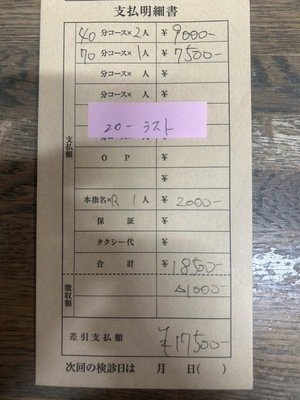 支払明細書
40 分コース×2人 ¥9000-
70 分コース×1人 ¥7500-
分コース× 人 ¥
分コース× 人 ¥
20-ラスト
支払額
O P ¥
本指名×R 1人 ¥2000-
保証 ¥
タクシー代 ¥
合計 ¥18500-
徴収額
△1000-
差引支払額 ¥17500-
次回の検診日は 月 日( )